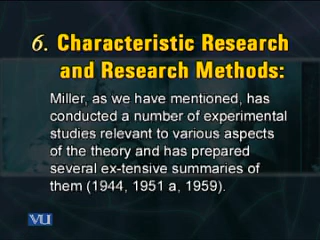 6. Characteristic Research
and Research Methods:
Miller, as we have mentioned, has
conducted a number of experimental
studies relevant to various aspects
of the theory and has prepared
several ex-tensive summaries of
them (1944, 1951 a, 1959).
VU